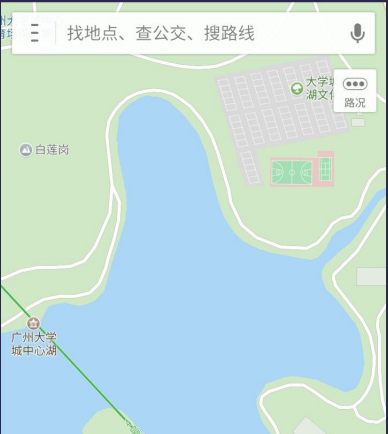 找地点、查公交、搜路线
大学城
湖文化
路况
白莲岗
广州大学
城中心湖